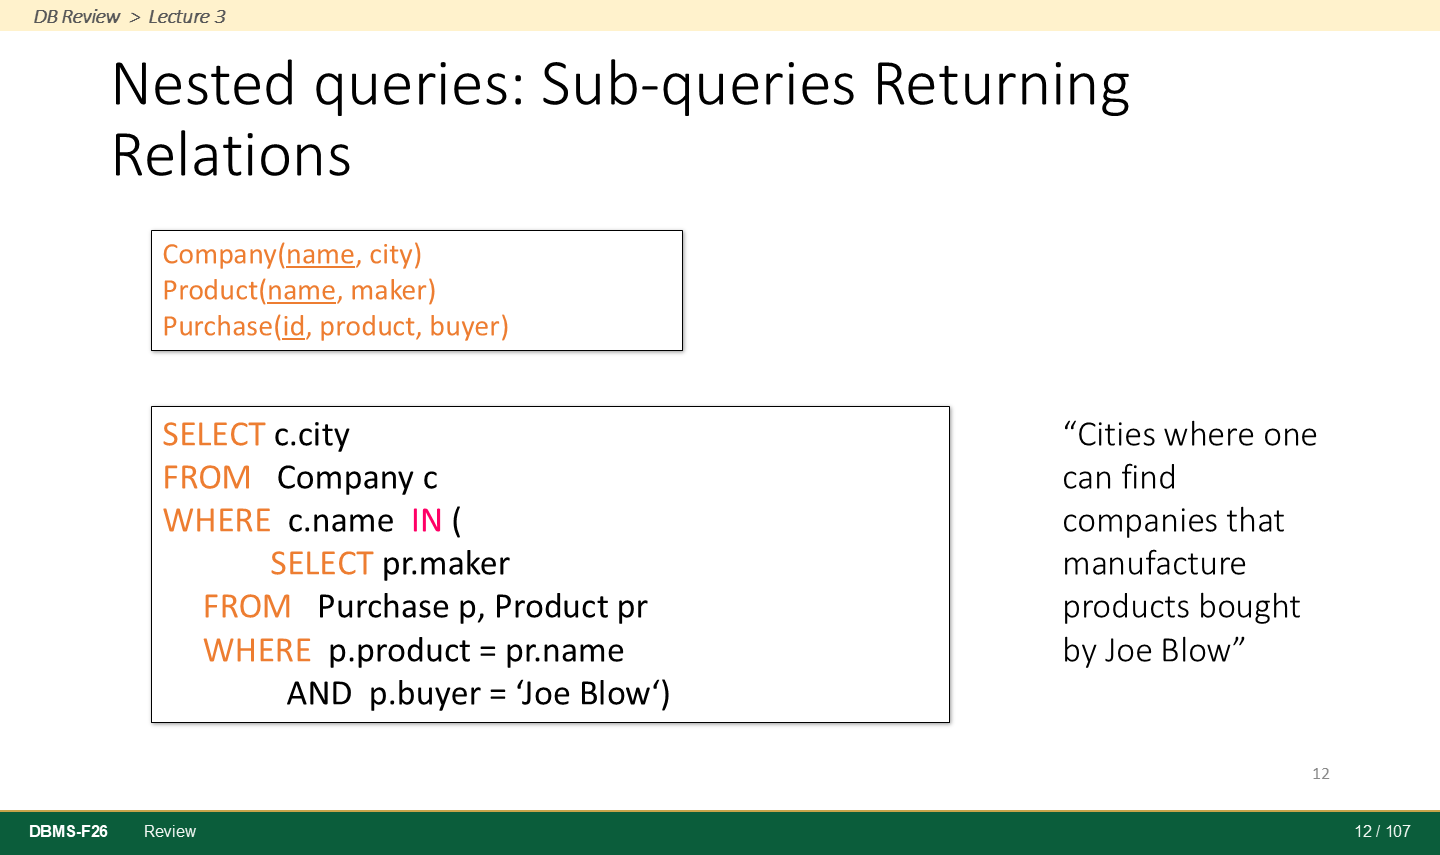 DB Review > Lecture 3
Nested queries: Sub-queries Returning
Relations
Company(name, city)
Product(name, maker)
Purchase(id, product, buyer)
SELECT c.city
FROM Company c
WHERE c.name IN (
SELECT pr.maker
FROM Purchase p, Product pr
WHERE p.product = pr.name
AND p.buyer = ‘Joe Blow‘)
“Cities where one
can find
companies that
manufacture
products bought
by Joe Blow”
12
DBMS-F26 Review 12 / 107